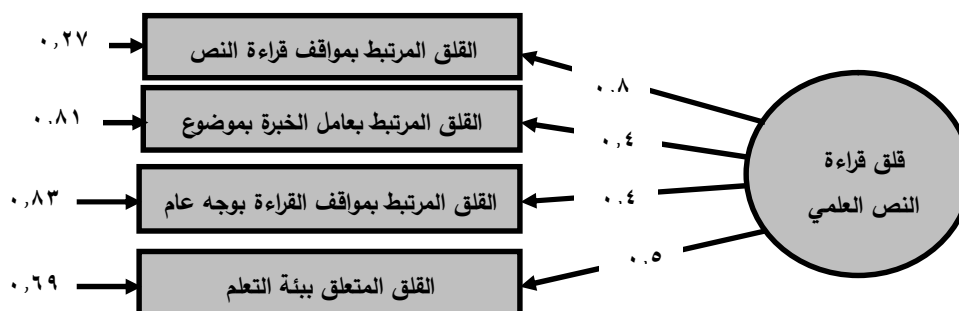 قلق قراءة
النص العلمي
٠,٨
القلق المرتبط بمواقف قراءة النص
٠,٢٧
٠,٤
القلق المرتبط بعامل الخبرة بموضوع
٠,٨١
٠,٤
القلق المرتبط بمواقف القراءة بوجه عام
٠,٨٣
٠,٥
القلق المتعلق ببئة التعلم
٠,٦٩